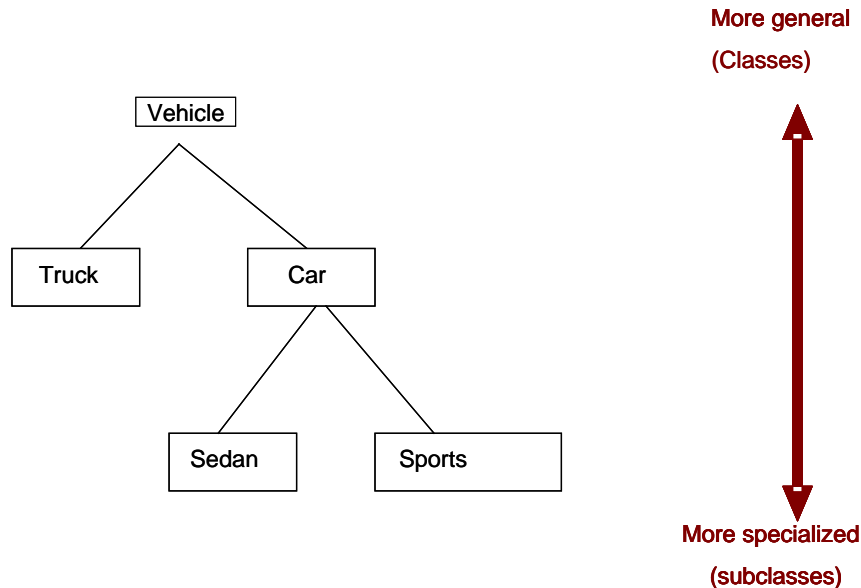 More general
(Classes)
Vehicle
Truck
Car
Sedan
Sports
More specialized
(subclasses)